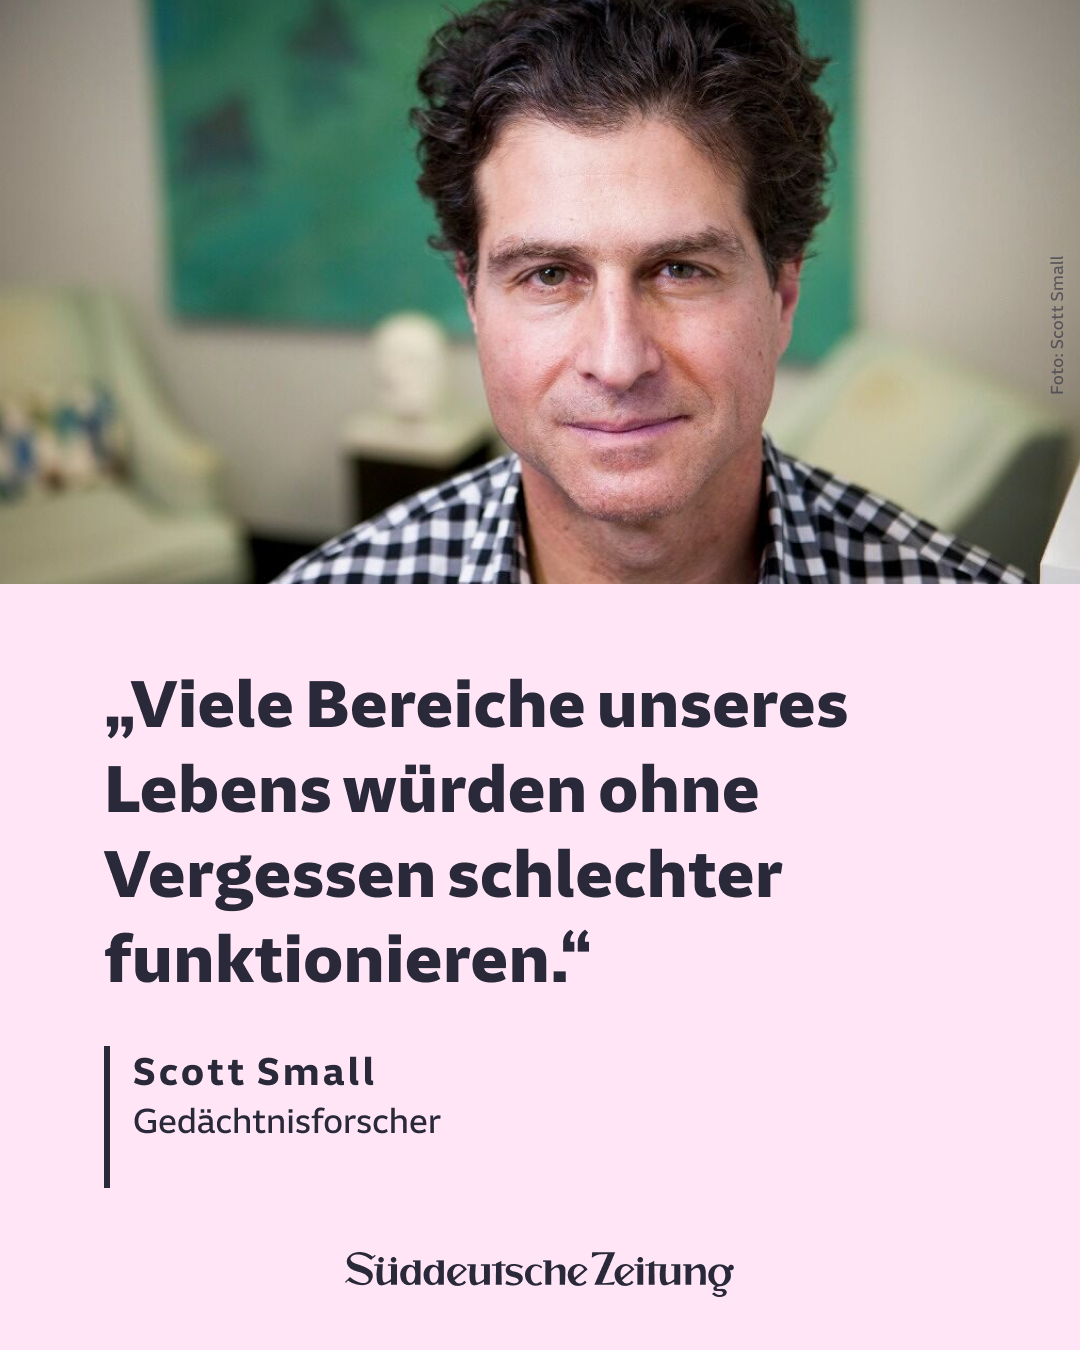 Foto: Scott Small
„Viele Bereiche unseres
Lebens würden ohne
Vergessen schlechter
funktionieren.“
Scott Small
Gedächtnisforscher
Süddeutsche Zeitung